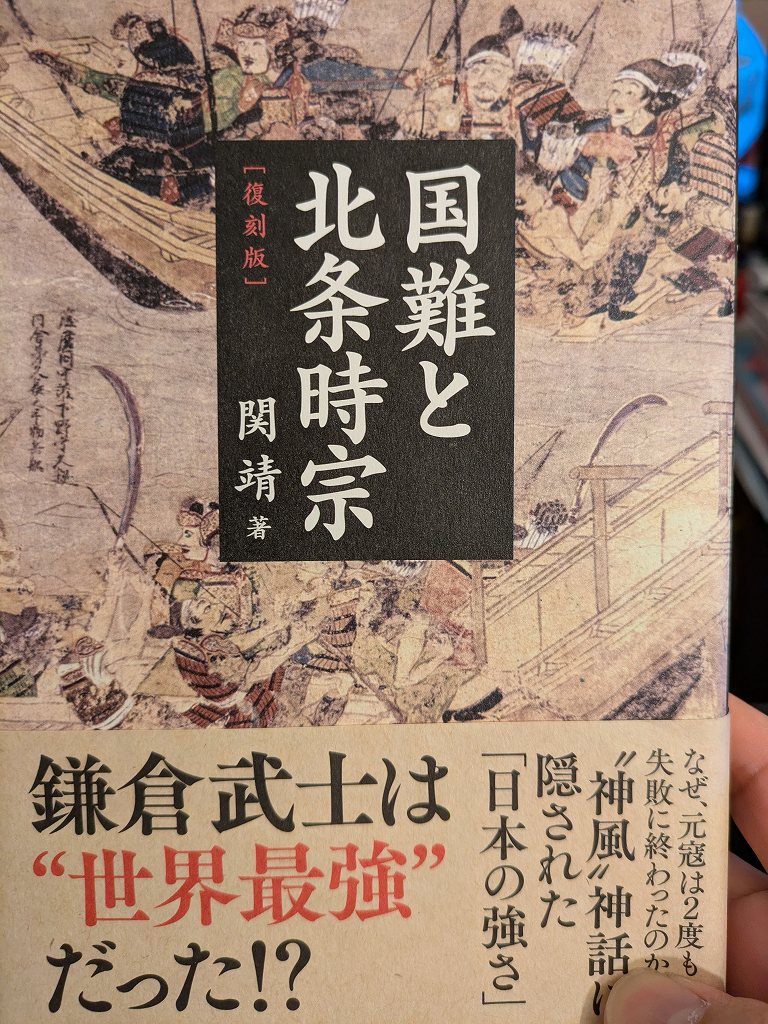 国難と
北条時宗
[復刻版]
関靖 著
なぜ、元寇は2度も
失敗に終わったのか
“神風”神話に
隠された
「日本の強さ」
鎌倉武士は
“世界最強”
だった!?